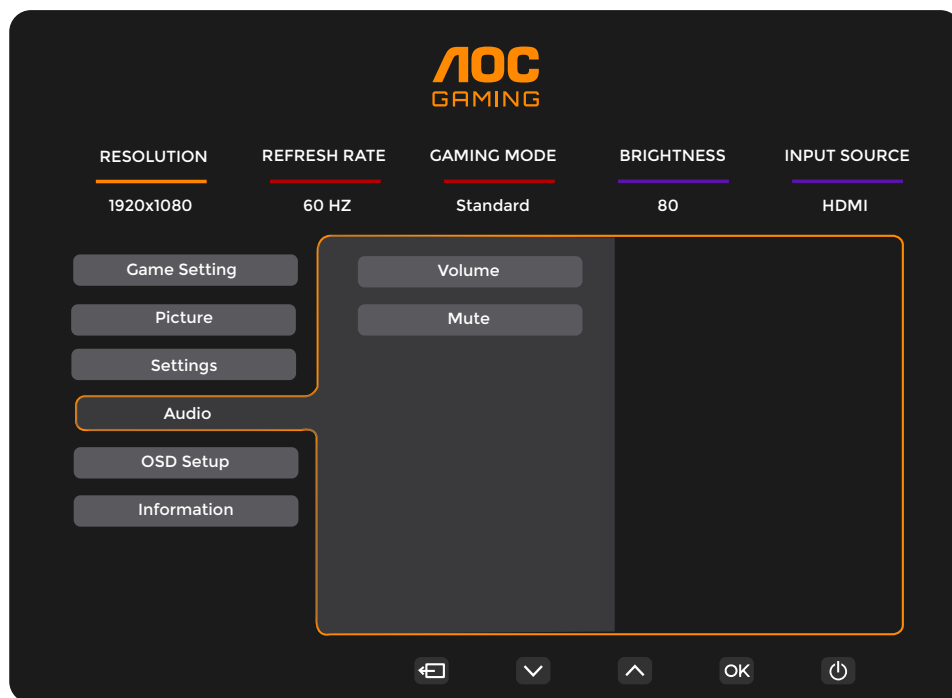 AOC
GAMING
RESOLUTION REFRESH RATE GAMING MODE BRIGHTNESS INPUT SOURCE
1920x1080 60 HZ Standard 80 HDMI
Game Setting Volume
Picture Mute
Settings
Audio
OSD Setup
Information
OK